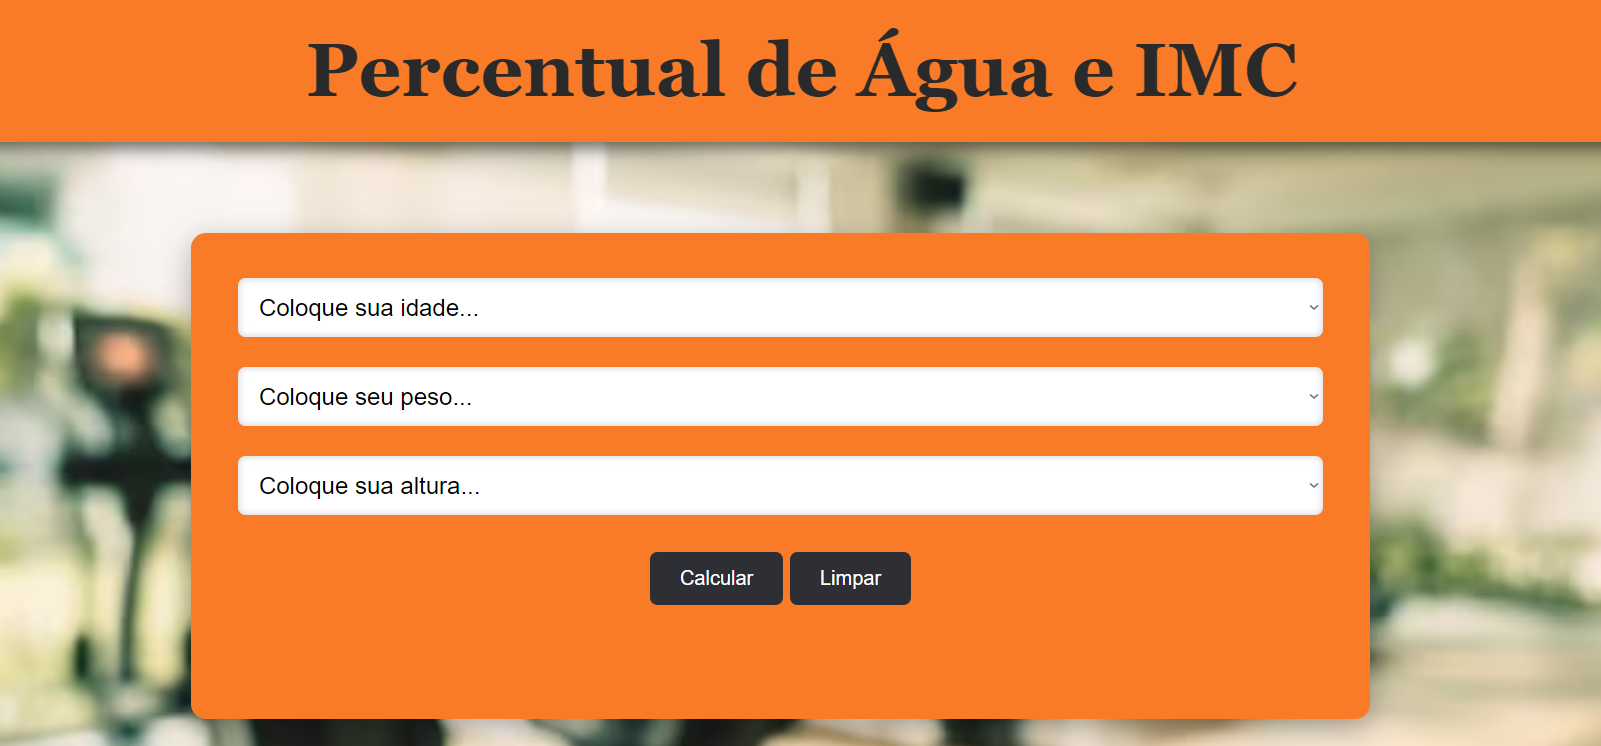 Percentual de Água e IMC
Coloque sua idade...
Coloque seu peso...
Coloque sua altura...
Calcular Limpar